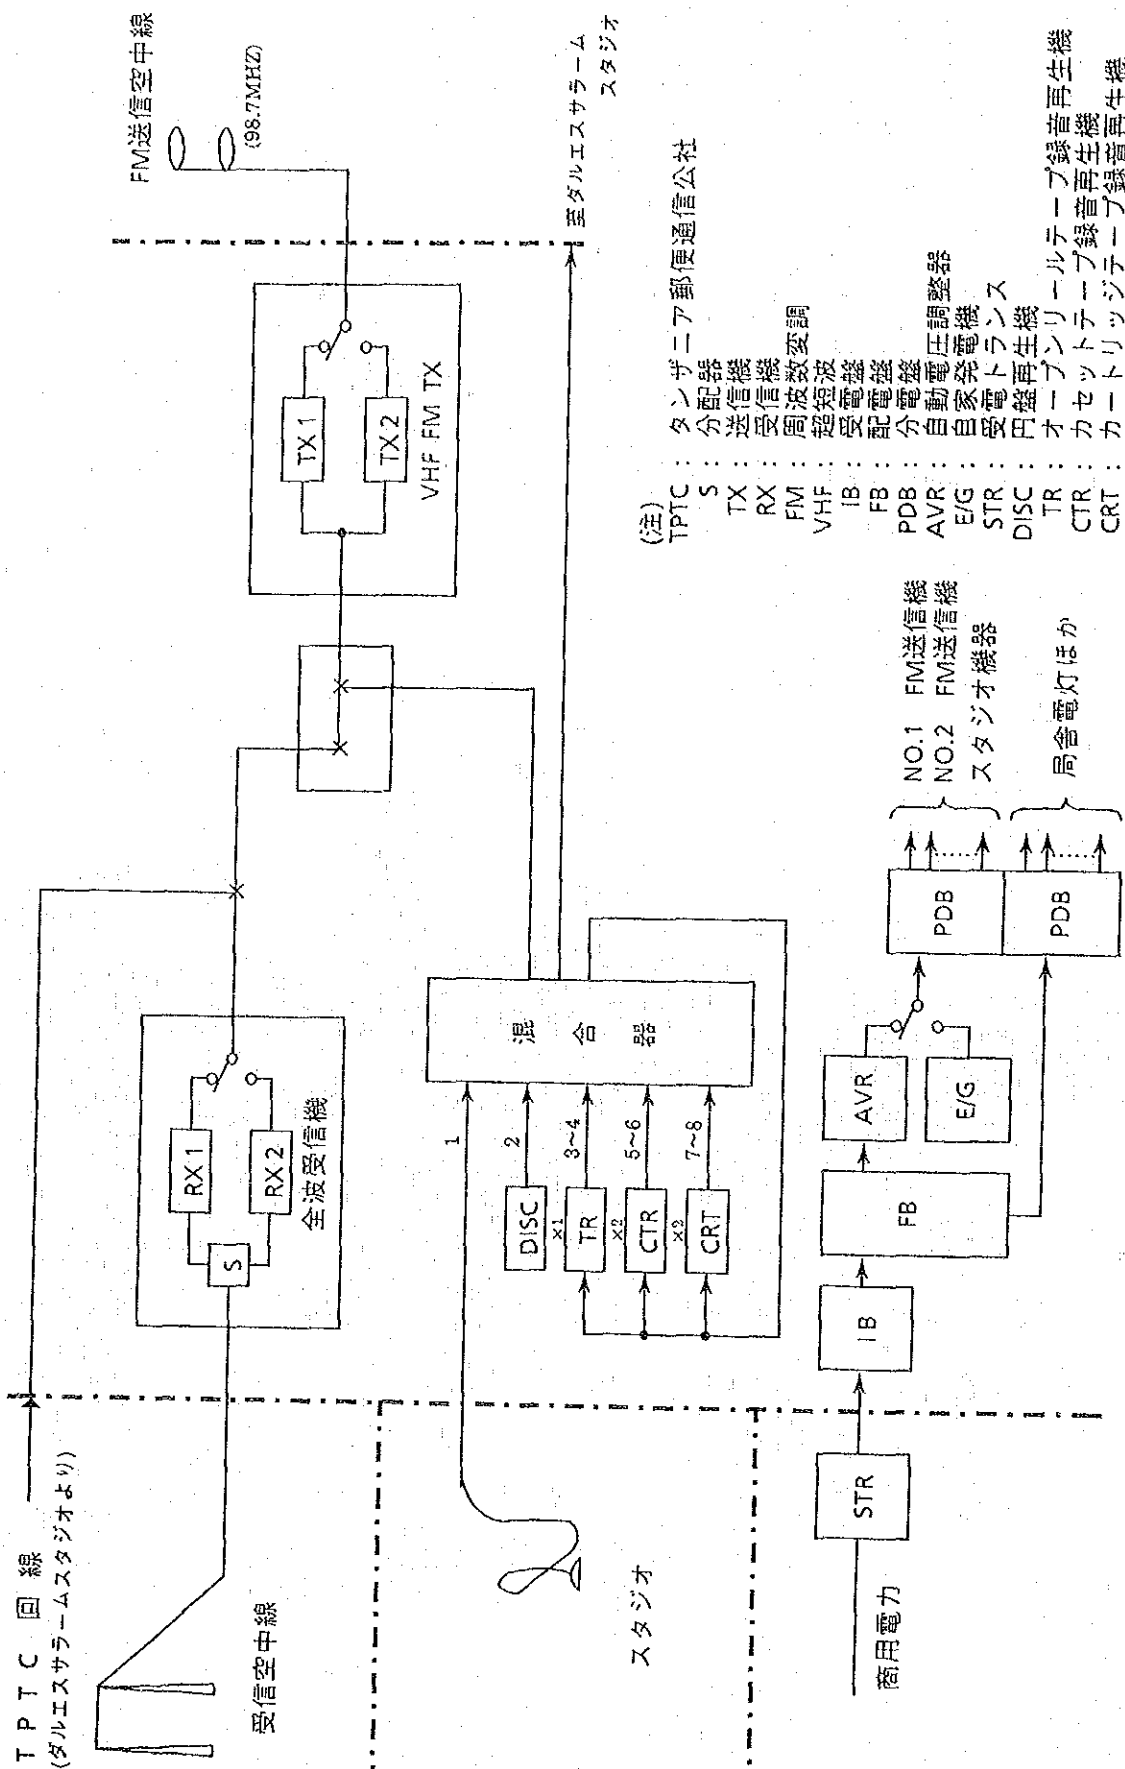 TPTC 回線
(ダルエスサラームスタジオより)
受信空中線
S
RX 1
RX 2
全波受信機
FM送信空中線
(98.7MHZ)
TX 1
TX 2
VHF FM TX
至ダルエスサラーム
スタジオ
スタジオ
1
2
3~4
5~6
7~8
DISC
×1
TR
×2
CTR
×2
CRT
混合器
商用電力
STR
IB
FB
AVR
E/G
PDB
PDB
NO.1 FM送信機
NO.2 FM送信機
スタジオ機器
局舎電灯ほか
(注)
TPTC : タンザニア郵便通信公社
S : 分配器
TX : 送信機
RX : 受信機
FM : 周波数変調
VHF : 超短波
IB : 受電盤
FB : 配電盤
PDB : 分電盤
AVR : 自動電圧調整器
E/G : 自家発電機
STR : 受電トランス
DISC : 円盤再生機
TR : オープンリールテープ録音再生機
CTR : カセットテープ録音再生機
CRT : カートリッジテープ録音再生機